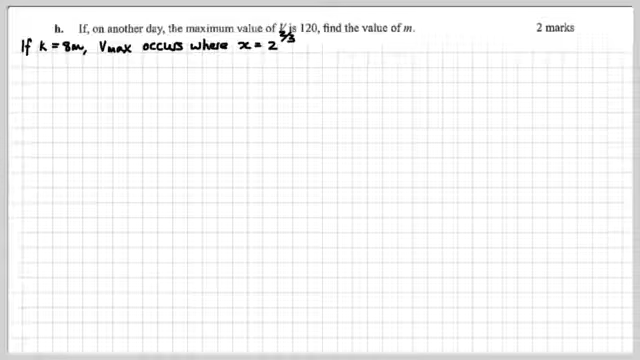 h. If, on another day, the maximum value of V is 120, find the value of m. 2 marks
If k = 8m, Vmax occurs where x = 2^2/3